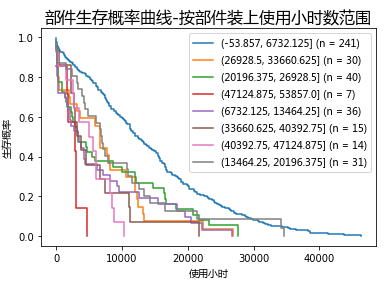 部件生存概率曲线-按部件装上使用小时数范围
生存概率
1.0
0.8
0.6
0.4
0.2
0.0
(-53.857, 6732.125] (n = 241)
(26928.5, 33660.625] (n = 30)
(20196.375, 26928.5] (n = 40)
(47124.875, 53857.0] (n = 7)
(6732.125, 13464.25] (n = 36)
(33660.625, 40392.75] (n = 15)
(40392.75, 47124.875] (n = 14)
(13464.25, 20196.375] (n = 31)
0 10000 20000 30000 40000
使用小时